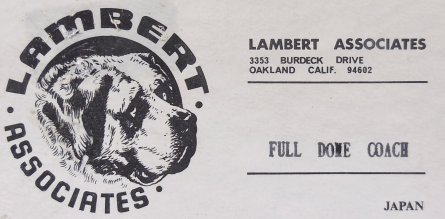 LAMBERT
· ASSOCIATES ·
LAMBERT ASSOCIATES
3353 BURDECK DRIVE
OAKLAND CALIF. 94602
FULL DOME COACH
JAPAN